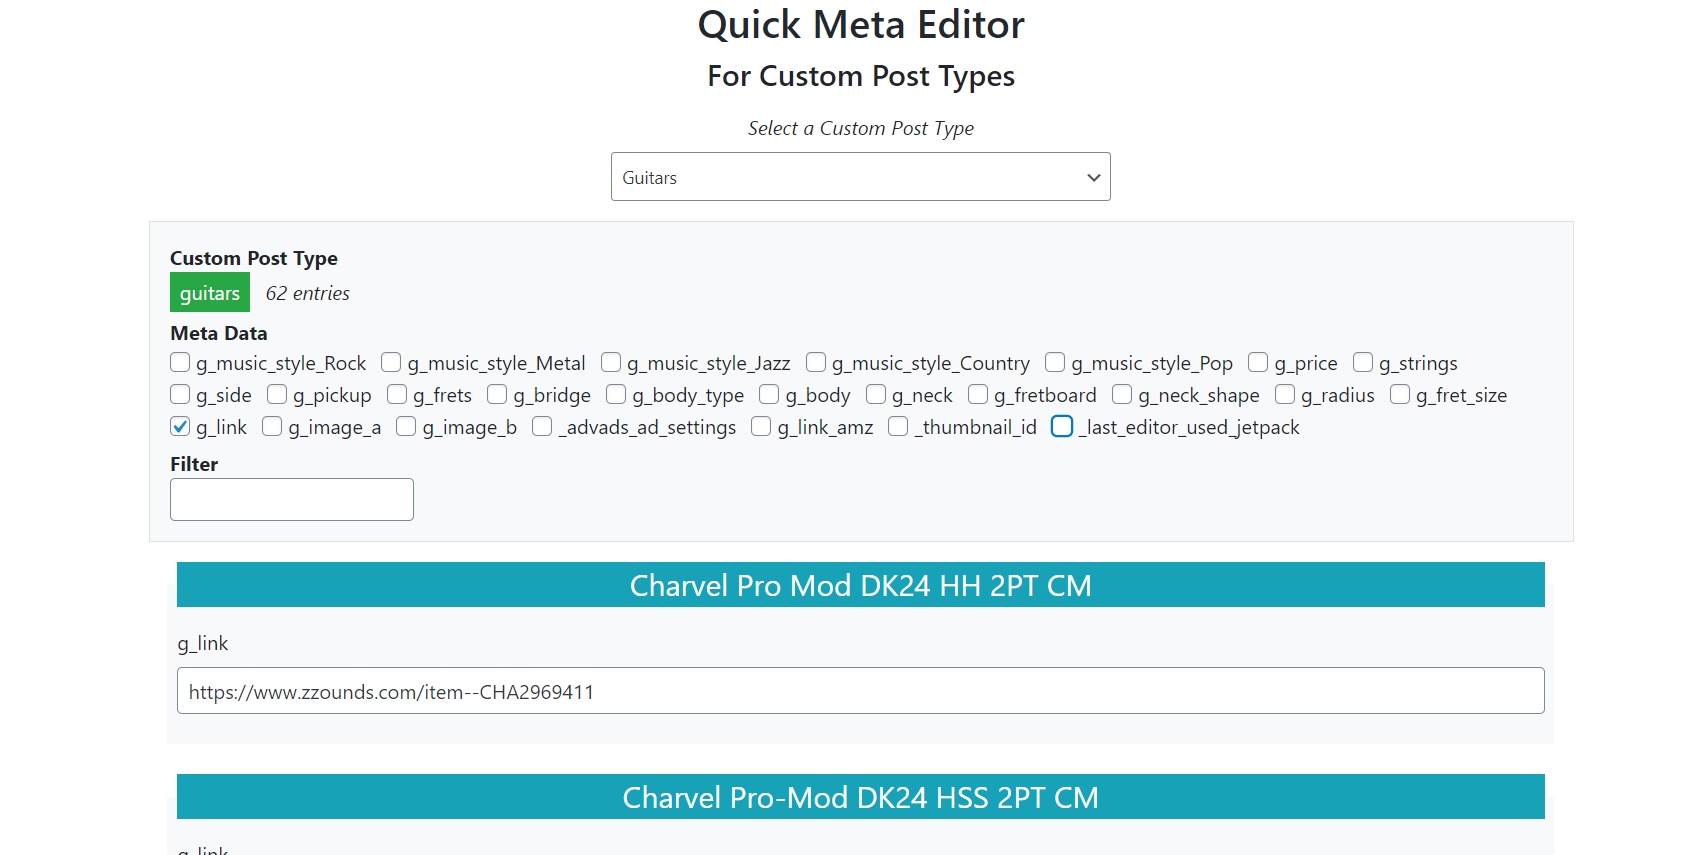 Quick Meta Editor
For Custom Post Types
Select a Custom Post Type
Guitars
Custom Post Type
guitars 62 entries
Meta Data
g_music_style_Rock g_music_style_Metal g_music_style_Jazz g_music_style_Country g_music_style_Pop g_price g_strings
g_side g_pickup g_frets g_bridge g_body_type g_body g_neck g_fretboard g_neck_shape g_radius g_fret_size
g_link g_image_a g_image_b _advads_ad_settings g_link_amz _thumbnail_id _last_editor_used_jetpack
Filter
Charvel Pro Mod DK24 HH 2PT CM
g_link
https://www.zzounds.com/item--CHA2969411
Charvel Pro-Mod DK24 HSS 2PT CM
g_link